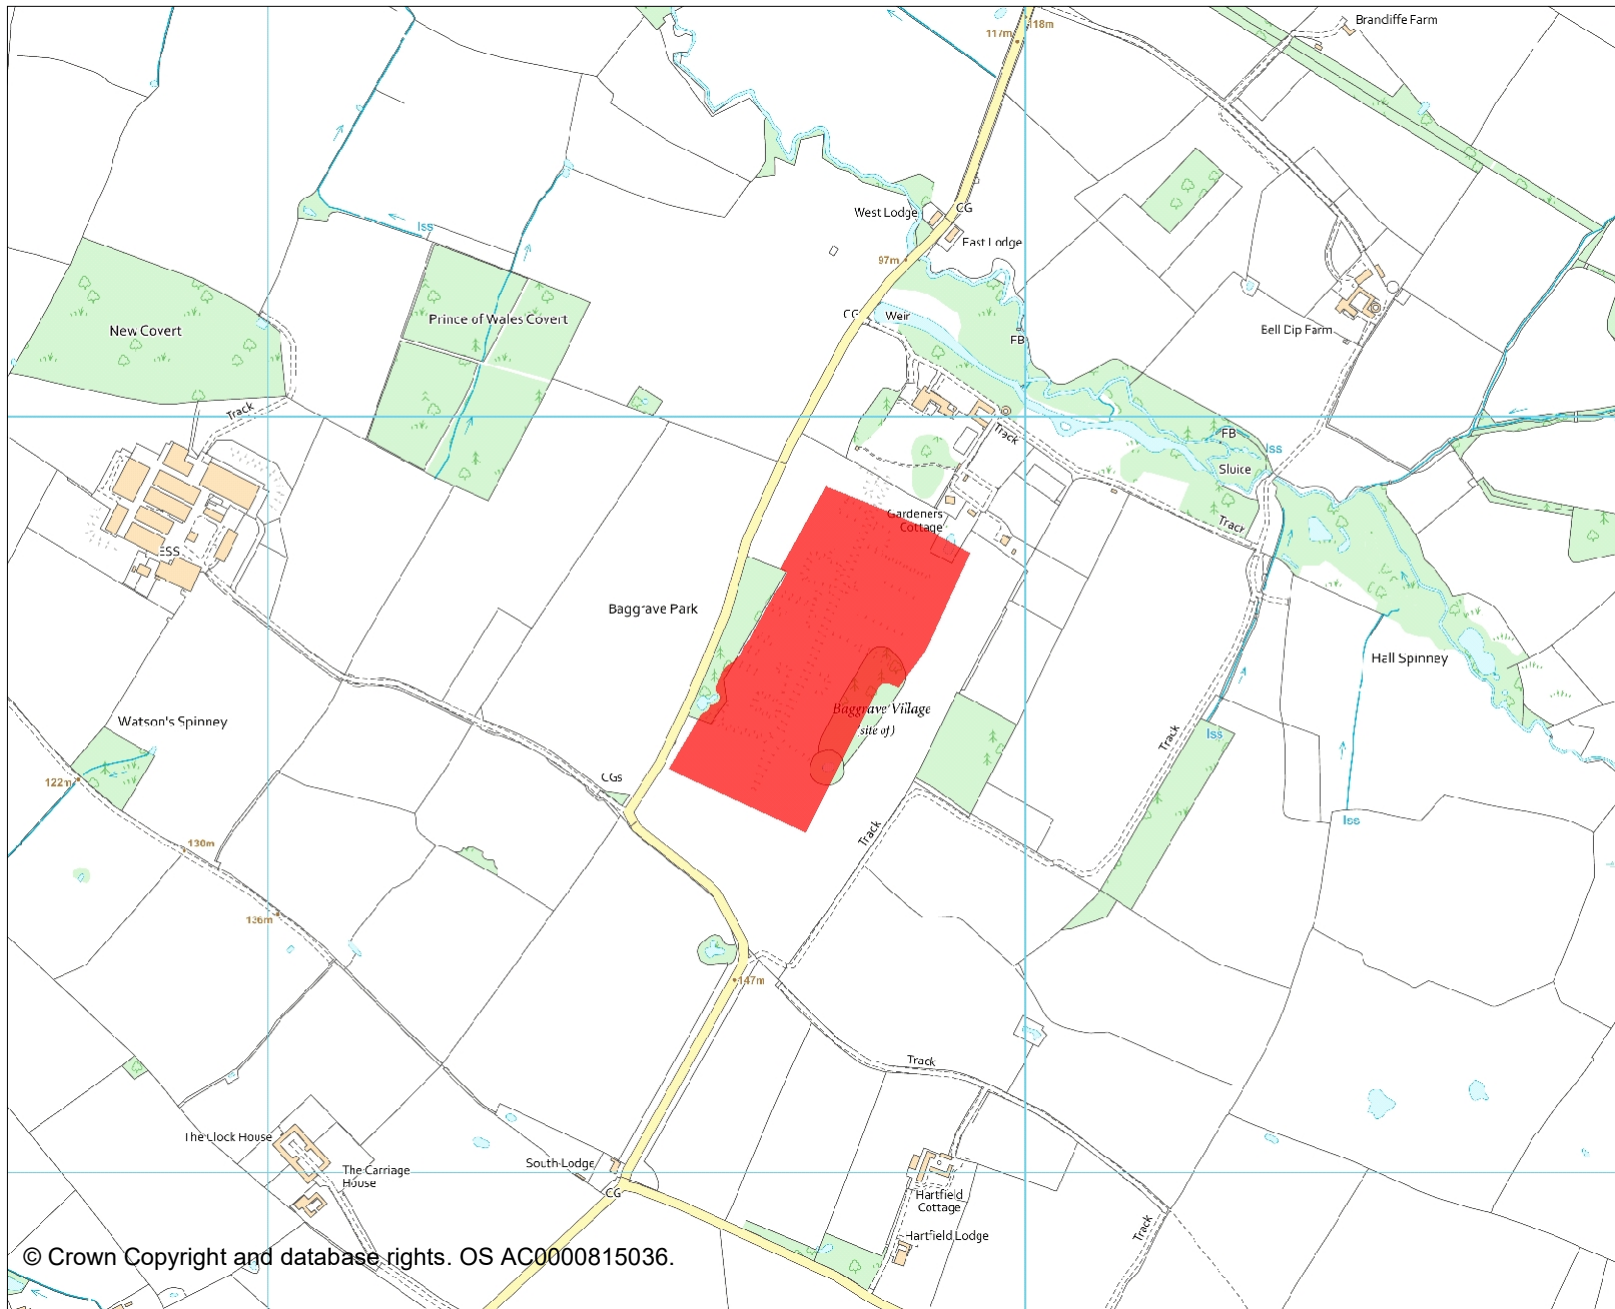 Brancliffe Farm
118m
117m
West Lodge
CG
East Lodge
97m
Iss
CG
Weir
Prince of Wales Covert
New Covert
FB
Bell Dip Farm
Track
Track
FB
Iss
Sluice
Gardeners
Cottage
Track
ESS
Baggrave Park
Hall Spinney
Baggrave Village
(site of)
Watson's Spinney
Track
Iss
122m
CGs
Iss
Track
130m
136m
147m
Track
The Clock House
The Carriage
House
South Lodge
CG
Hartfield
Cottage
Track
Hartfield Lodge
© Crown Copyright and database rights. OS AC0000815036.